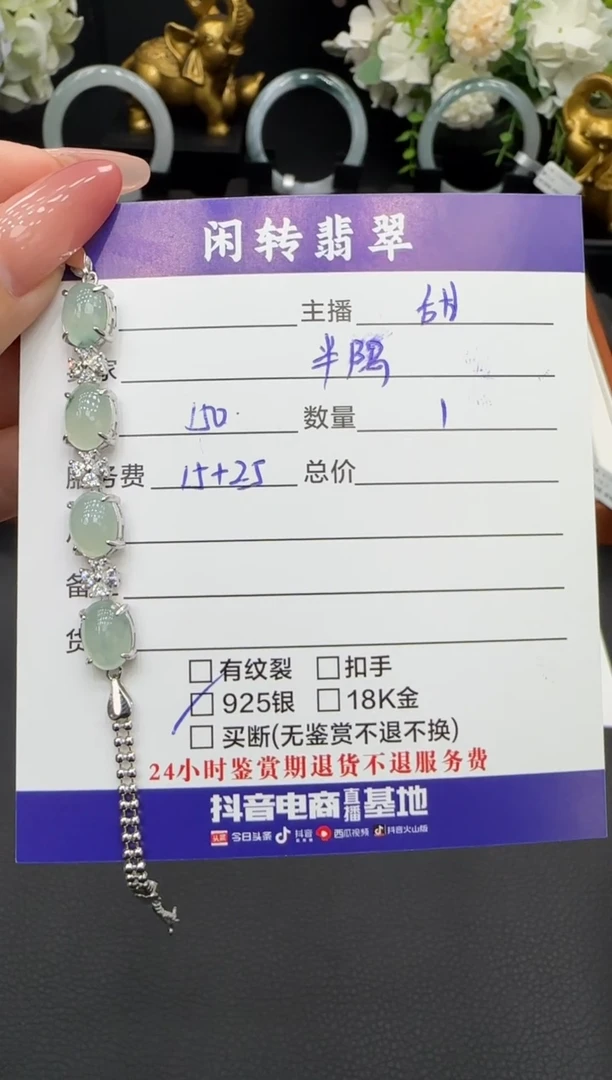 闲转翡翠
主播 胡
家 半隅
150 数量 1
服务费 15+25 总价
备
货
□有纹裂 □扣手
□925银 □18K金
□买断(无鉴赏不退不换)
24小时鉴赏期退货不退服务费
抖音电商直播基地
头条 今日头条 抖音 西瓜视频 抖音火山版